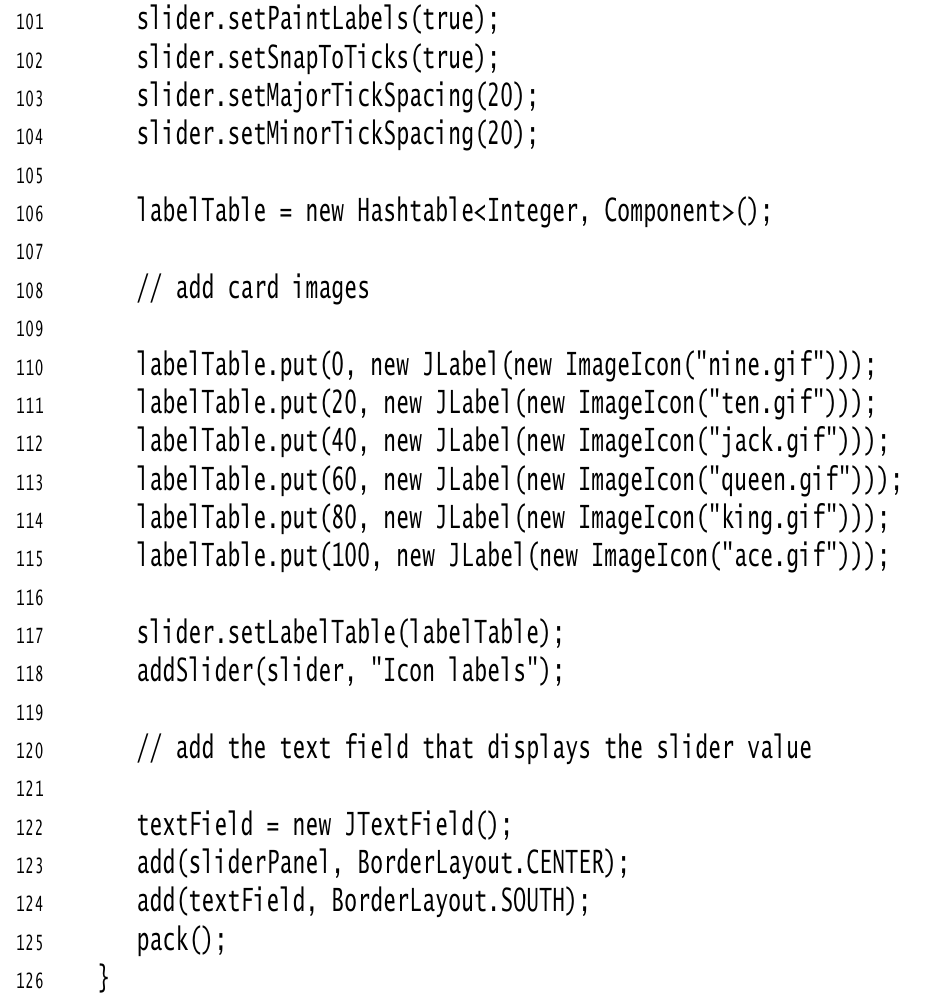 101 slider.setPaintLabels(true);
102 slider.setSnapToTicks(true);
103 slider.setMajorTickSpacing(20);
104 slider.setMinorTickSpacing(20);
105
106 labelTable = new Hashtable<Integer, Component>();
107
108 // add card images
109
110 labelTable.put(0, new JLabel(new ImageIcon("nine.gif")));
111 labelTable.put(20, new JLabel(new ImageIcon("ten.gif")));
112 labelTable.put(40, new JLabel(new ImageIcon("jack.gif")));
113 labelTable.put(60, new JLabel(new ImageIcon("queen.gif")));
114 labelTable.put(80, new JLabel(new ImageIcon("king.gif")));
115 labelTable.put(100, new JLabel(new ImageIcon("ace.gif")));
116
117 slider.setLabelTable(labelTable);
118 addSlider(slider, "Icon labels");
119
120 // add the text field that displays the slider value
121
122 textField = new JTextField();
123 add(sliderPanel, BorderLayout.CENTER);
124 add(textField, BorderLayout.SOUTH);
125 pack();
126 }